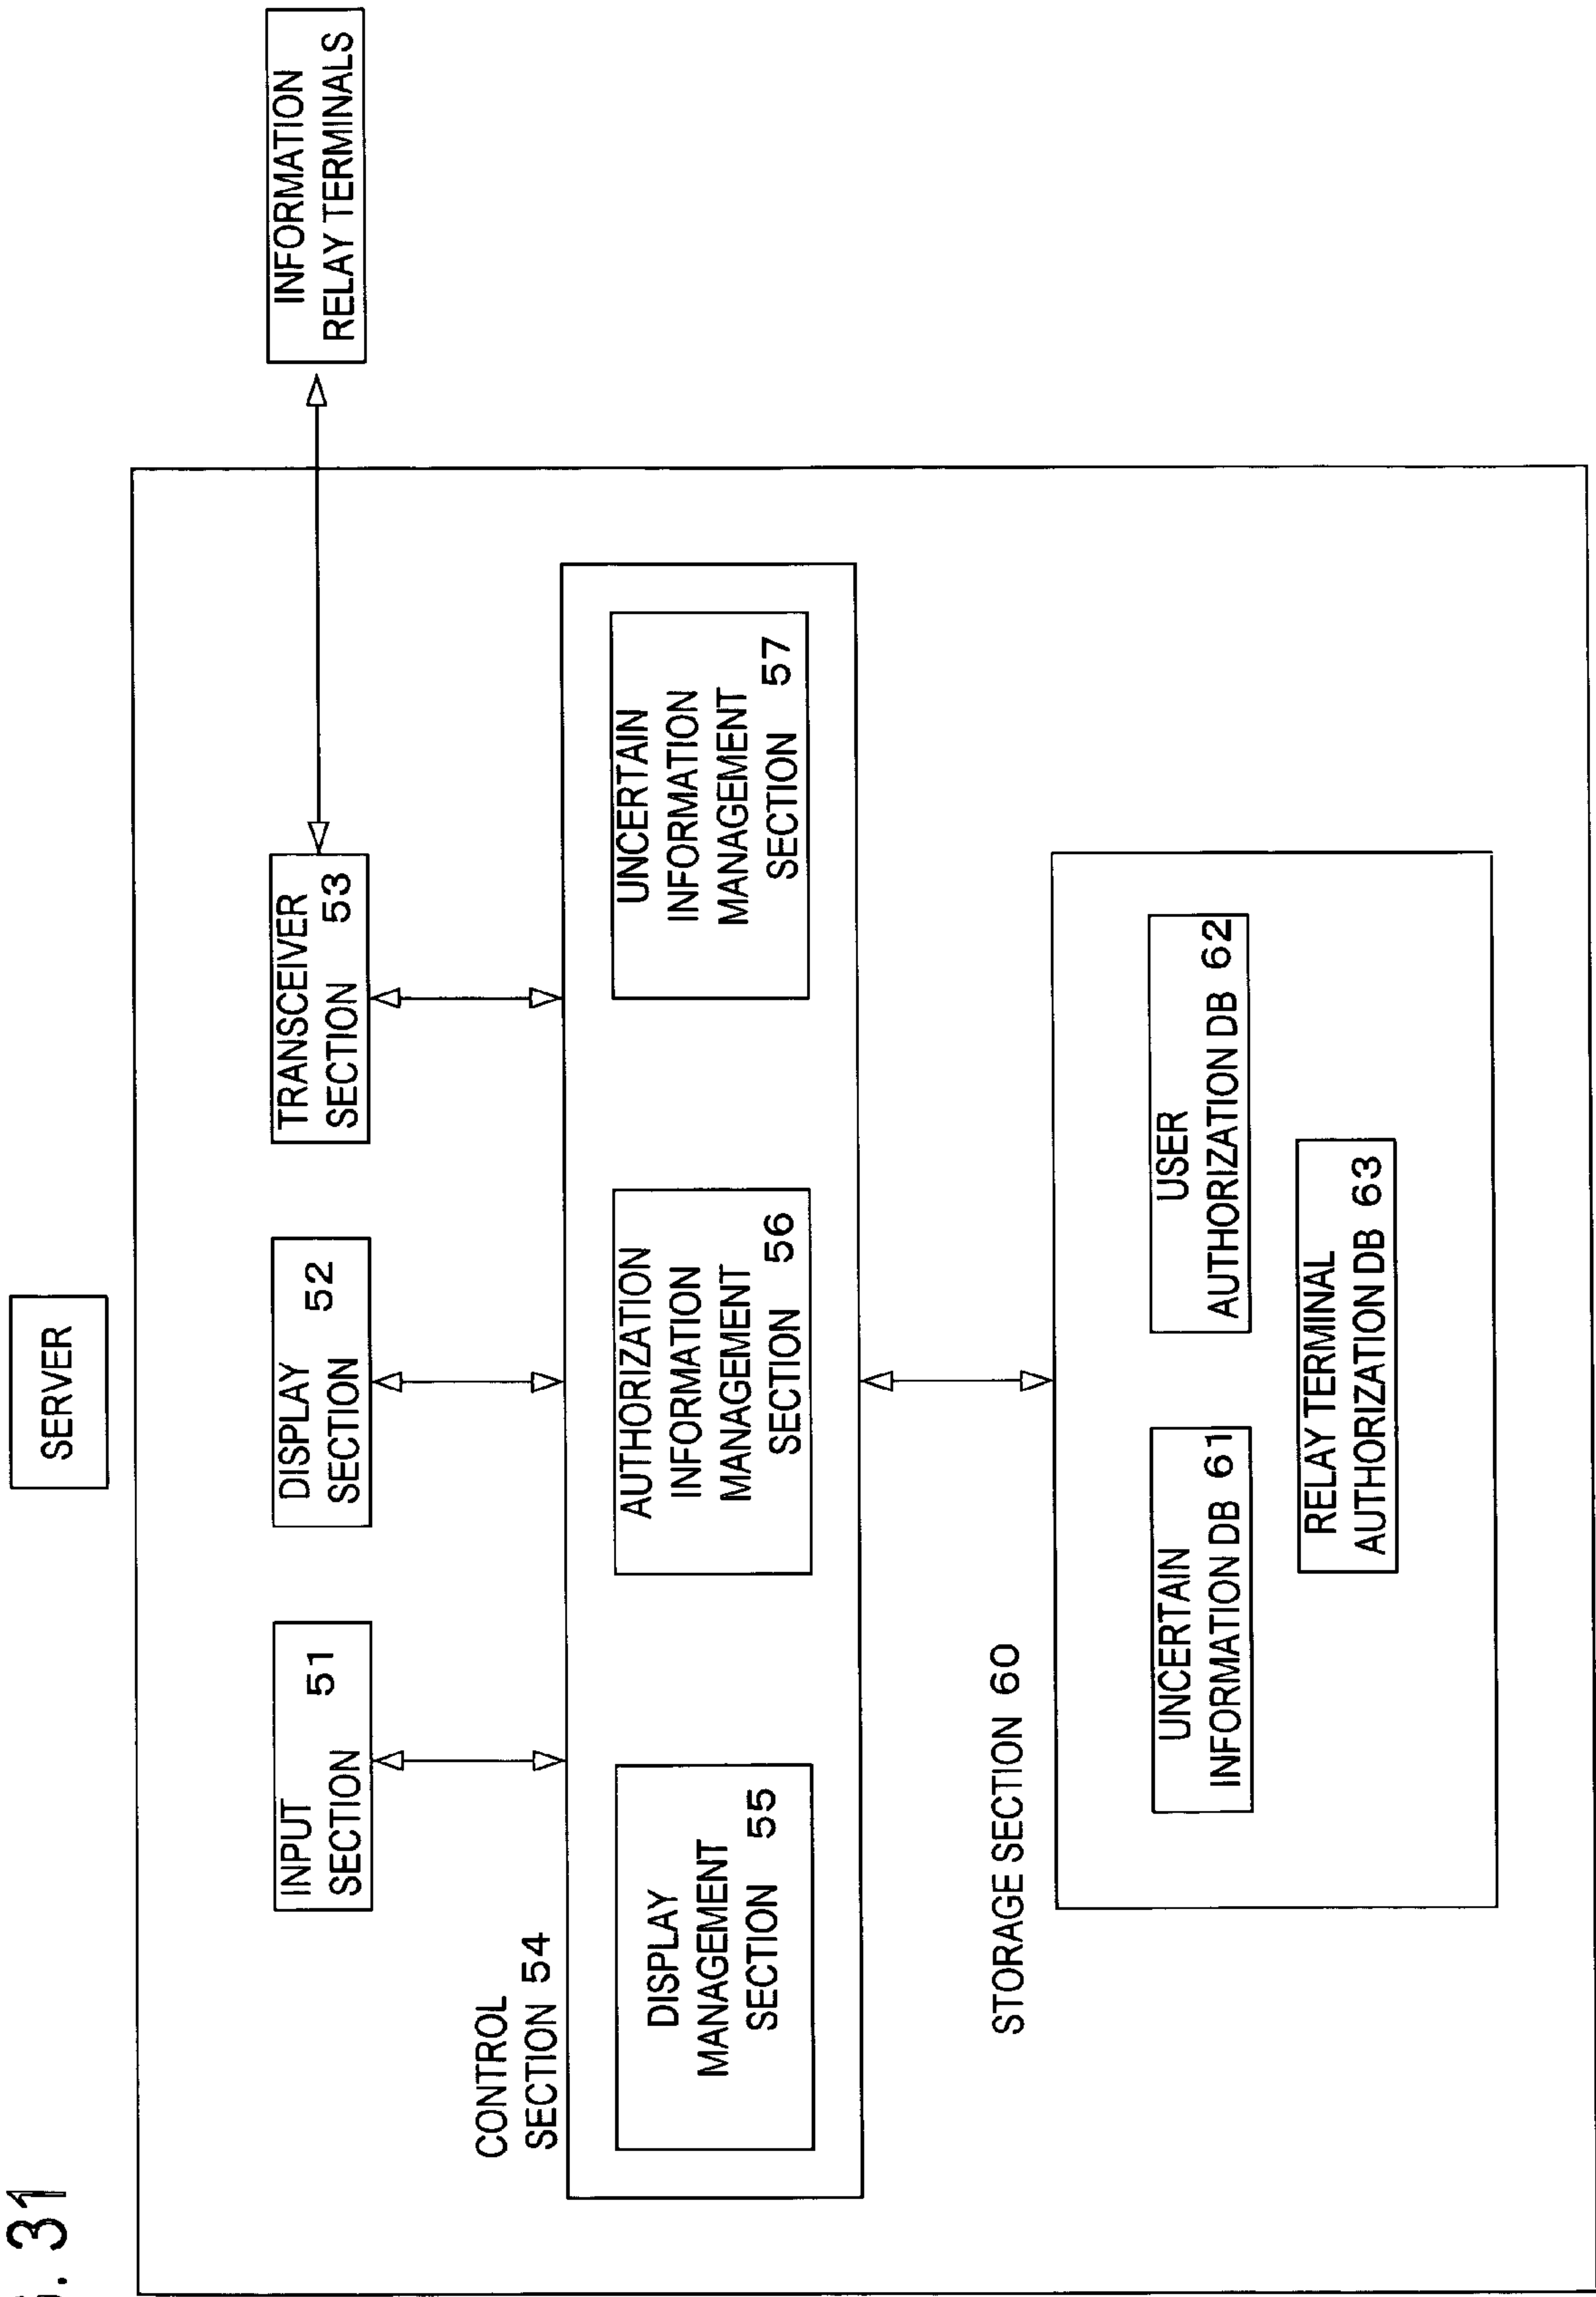 . 31
SERVER
INFORMATION
RELAY TERMINALS
INPUT
SECTION 51
DISPLAY
SECTION 52
TRANSCEIVER
SECTION 53
CONTROL
SECTION 54
DISPLAY
MANAGEMENT
SECTION 55
AUTHORIZATION
INFORMATION
MANAGEMENT
SECTION 56
UNCERTAIN
INFORMATION
MANAGEMENT
SECTION 57
STORAGE SECTION 60
UNCERTAIN
INFORMATION DB 61
USER
AUTHORIZATION DB 62
RELAY TERMINAL
AUTHORIZATION DB 63